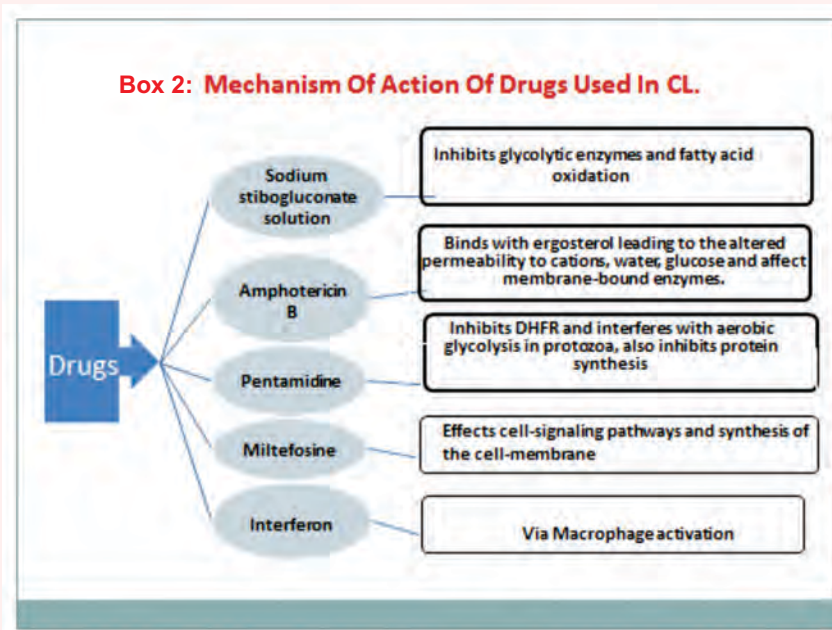 Box 2: Mechanism Of Action Of Drugs Used In CL.
Drugs
Sodium
stibogluconate
solution
Inhibits glycolytic enzymes and fatty acid
oxidation
Amphotericin
B
Binds with ergosterol leading to the altered
permeability to cations, water, glucose and affect
membrane-bound enzymes.
Pentamidine
Inhibits DHFR and interferes with aerobic
glycolysis in protozoa, also inhibits protein
synthesis
Miltefosine
Effects cell-signaling pathways and synthesis of
the cell-membrane
Interferon
Via Macrophage activation